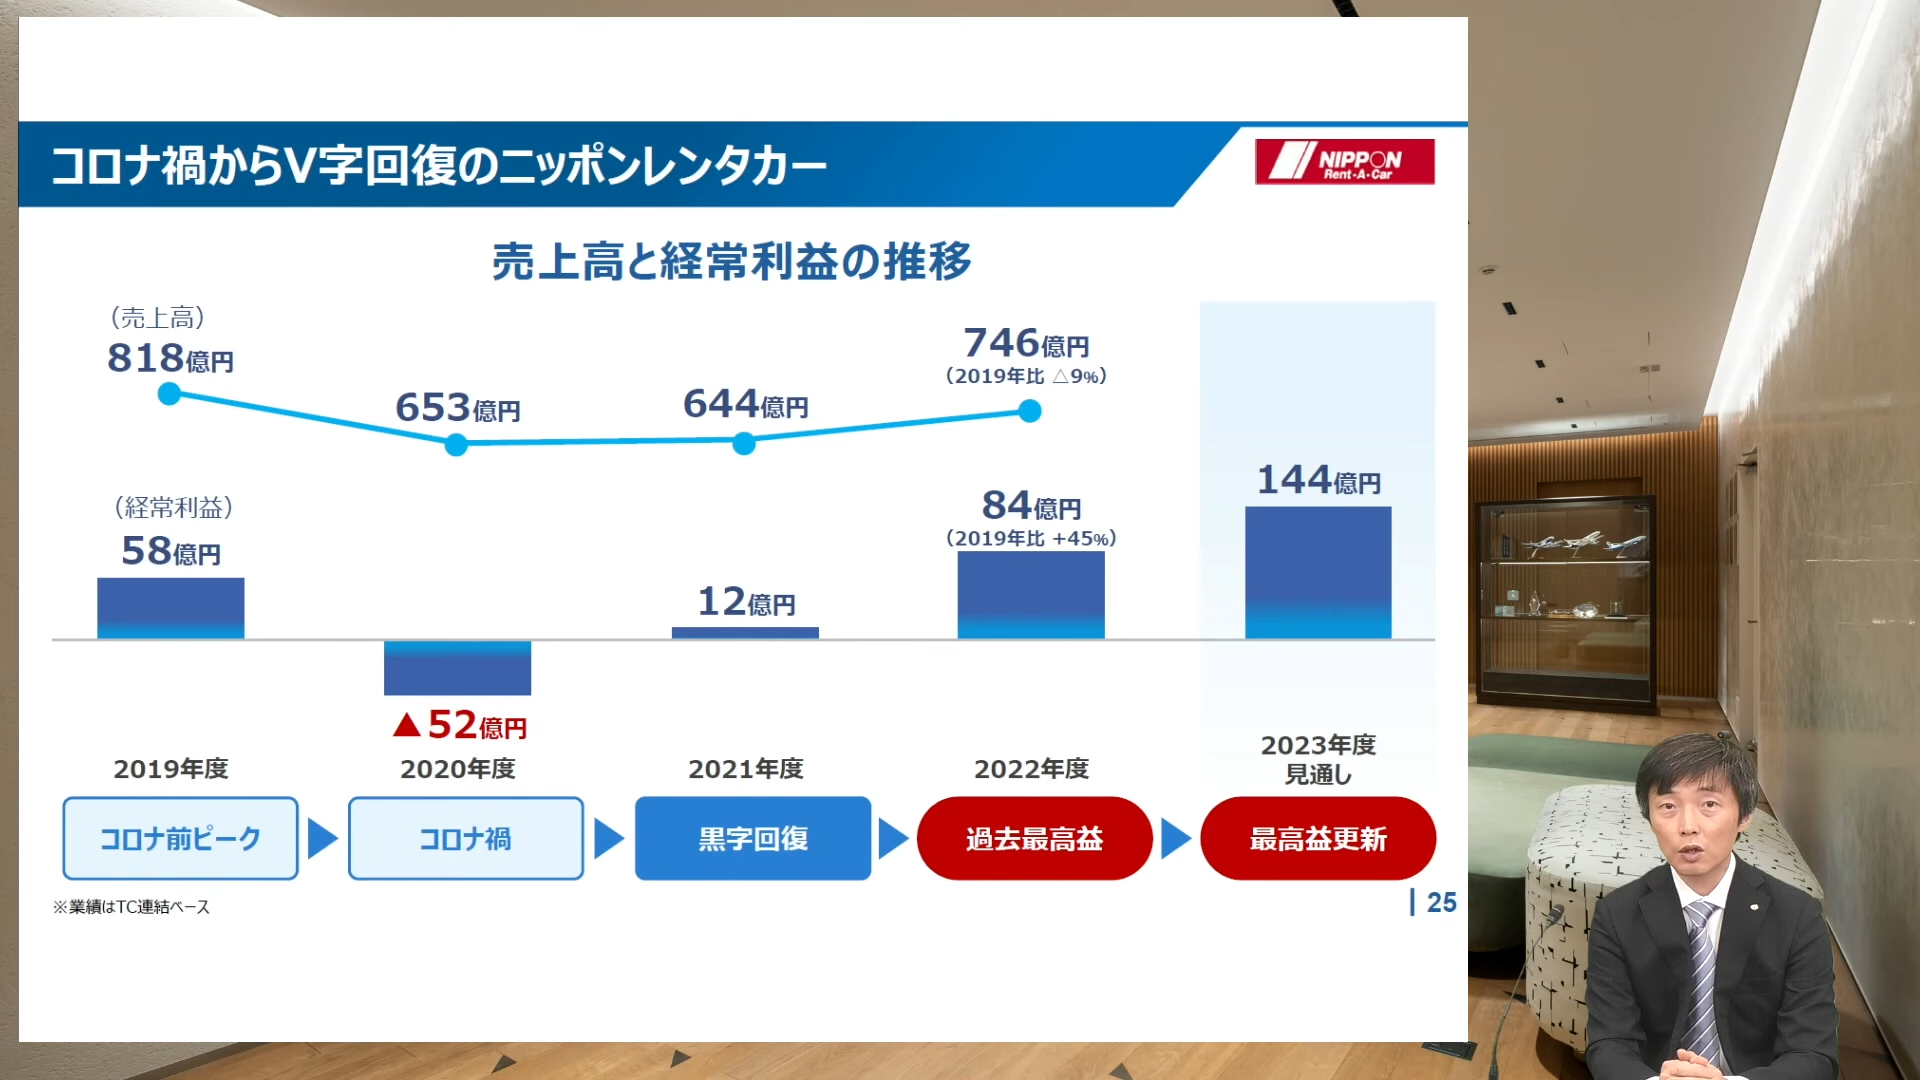 コロナ禍からV字回復のニッポンレンタカー
NIPPON
Rent-A-Car
売上高と経常利益の推移
（売上高）
818億円
653億円
644億円
746億円
（2019年比 △9%）
（経常利益）
58億円
▲52億円
12億円
84億円
（2019年比 +45%）
144億円
2019年度
2020年度
2021年度
2022年度
2023年度
見通し
コロナ前ピーク
コロナ禍
黒字回復
過去最高益
最高益更新
※業績はTC連結ベース
25